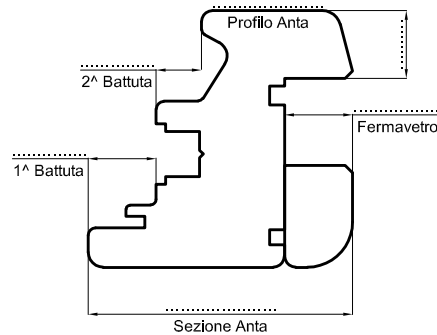 Profilo Anta
2^ Battuta
Fermavetro
1^ Battuta
Sezione Anta